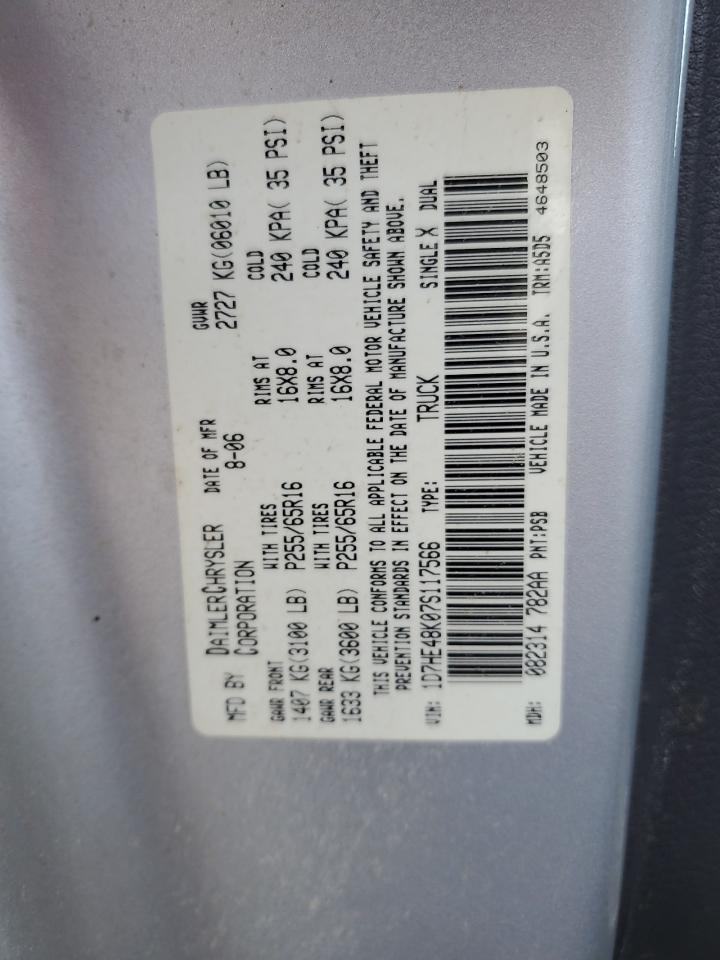 MFD BY DAIMLERCHRYSLER CORPORATION DATE OF MFR 8-06 GVWR 2727 KG(06010 LB)
GAWR FRONT WITH TIRES RIMS AT COLD
1407 KG(3100 LB) P255/65R16 16X8.0 240 KPA( 35 PSI)
GAWR REAR WITH TIRES RIMS AT COLD
1633 KG(3600 LB) P255/65R16 16X8.0 240 KPA( 35 PSI)
THIS VEHICLE CONFORMS TO ALL APPLICABLE FEDERAL MOTOR VEHICLE SAFETY AND THEFT
PREVENTION STANDARDS IN EFFECT ON THE DATE OF MANUFACTURE SHOWN ABOVE.
VIN: 1D7HE48K07S117566 TYPE: TRUCK SINGLE X DUAL
MDH: 082314 782AA PNT:PSB VEHICLE MADE IN U.S.A. TRM:A5D5 4648503